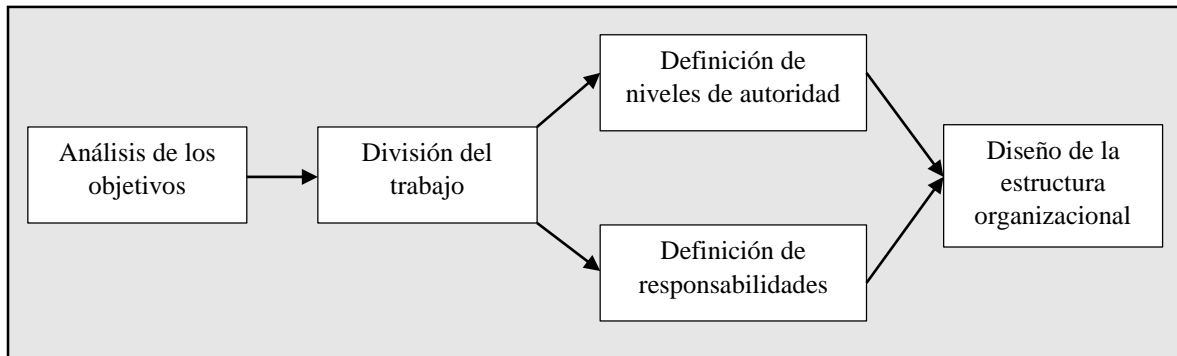 Análisis de los
objetivos
División del
trabajo
Definición de
niveles de autoridad
Definición de
responsabilidades
Diseño de la
estructura
organizacional